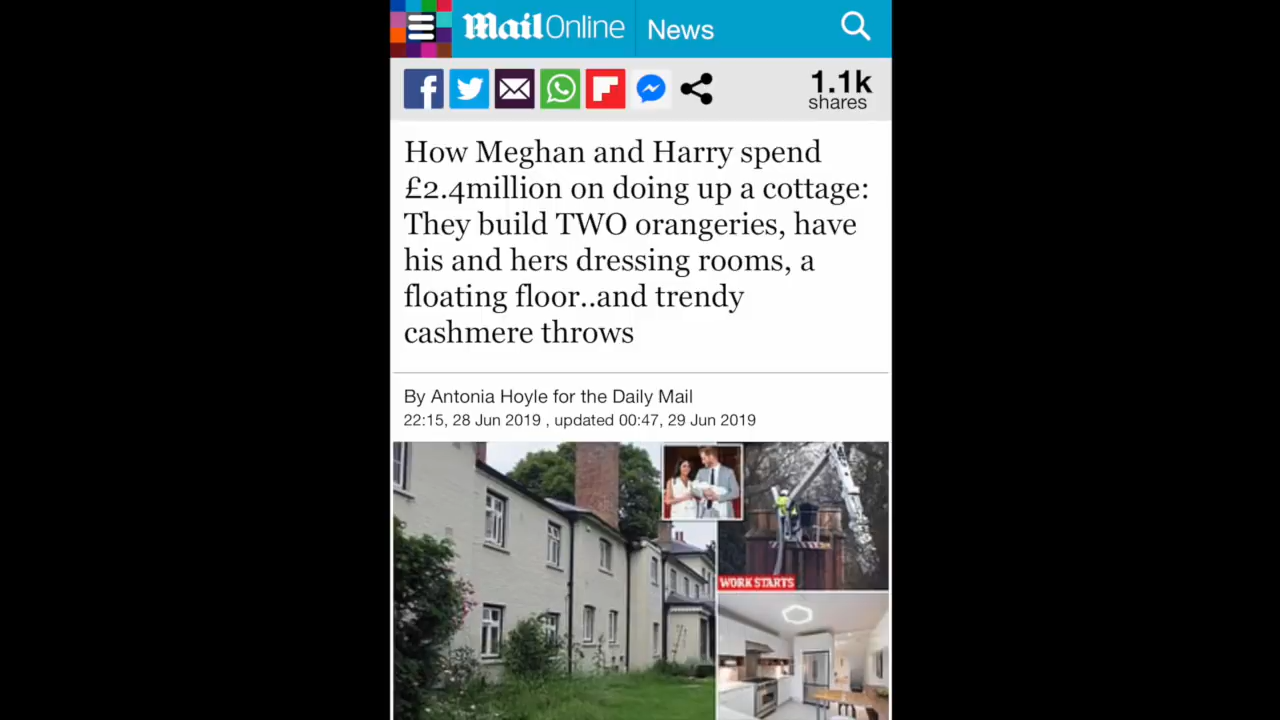 Mail Online News
1.1k
shares
How Meghan and Harry spend
£2.4million on doing up a cottage:
They build TWO orangeries, have
his and hers dressing rooms, a
floating floor..and trendy
cashmere throws
By Antonia Hoyle for the Daily Mail
22:15, 28 Jun 2019 , updated 00:47, 29 Jun 2019
WORK STARTS